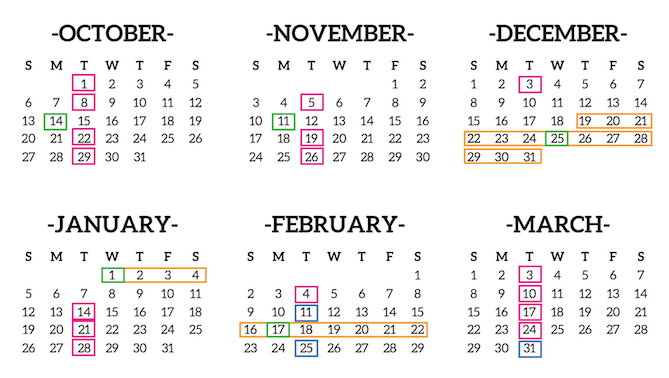 -OCTOBER-
S M T W T F S
1 2 3 4 5
6 7 8 9 10 11 12
13 14 15 16 17 18 19
20 21 22 23 24 25 26
27 28 29 30 31
-NOVEMBER-
S M T W T F S
1 2
3 4 5 6 7 8 9
10 11 12 13 14 15 16
17 18 19 20 21 22 23
24 25 26 27 28 29 30
-DECEMBER-
S M T W T F S
1 2 3 4 5 6 7
8 9 10 11 12 13 14
15 16 17 18 19 20 21
22 23 24 25 26 27 28
29 30 31
-JANUARY-
S M T W T F S
1 2 3 4
5 6 7 8 9 10 11
12 13 14 15 16 17 18
19 20 21 22 23 24 25
26 27 28 29 30 31
-FEBRUARY-
S M T W T F S
1
2 3 4 5 6 7 8
9 10 11 12 13 14 15
16 17 18 19 20 21 22
23 24 25 26 27 28 29
-MARCH-
S M T W T F S
1 2 3 4 5 6 7
8 9 10 11 12 13 14
15 16 17 18 19 20 21
22 23 24 25 26 27 28
29 30 31